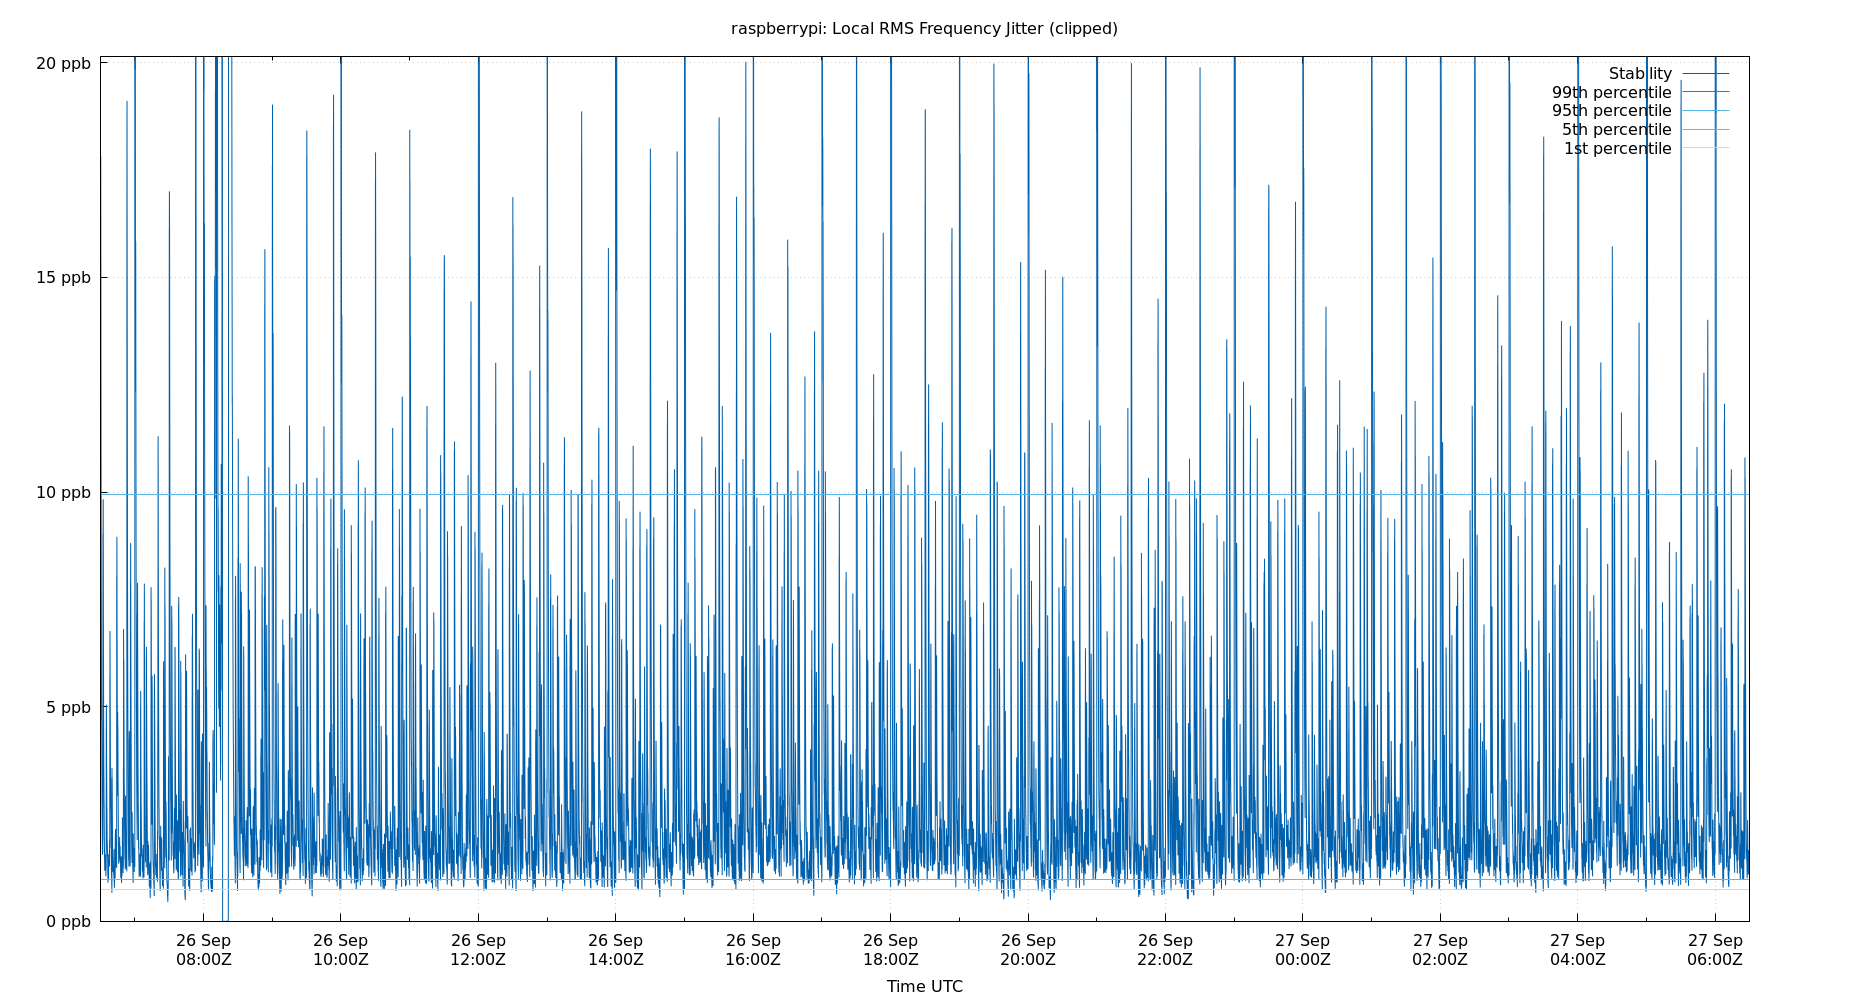 raspberrypi: Local RMS Frequency Jitter (clipped)
20 ppb
15 ppb
10 ppb
5 ppb
0 ppb
Stability
99th percentile
95th percentile
5th percentile
1st percentile
26 Sep 26 Sep 26 Sep 26 Sep 26 Sep 26 Sep 26 Sep 26 Sep 27 Sep 27 Sep 27 Sep 27 Sep
08:00Z 10:00Z 12:00Z 14:00Z 16:00Z 18:00Z 20:00Z 22:00Z 00:00Z 02:00Z 04:00Z 06:00Z
Time UTC